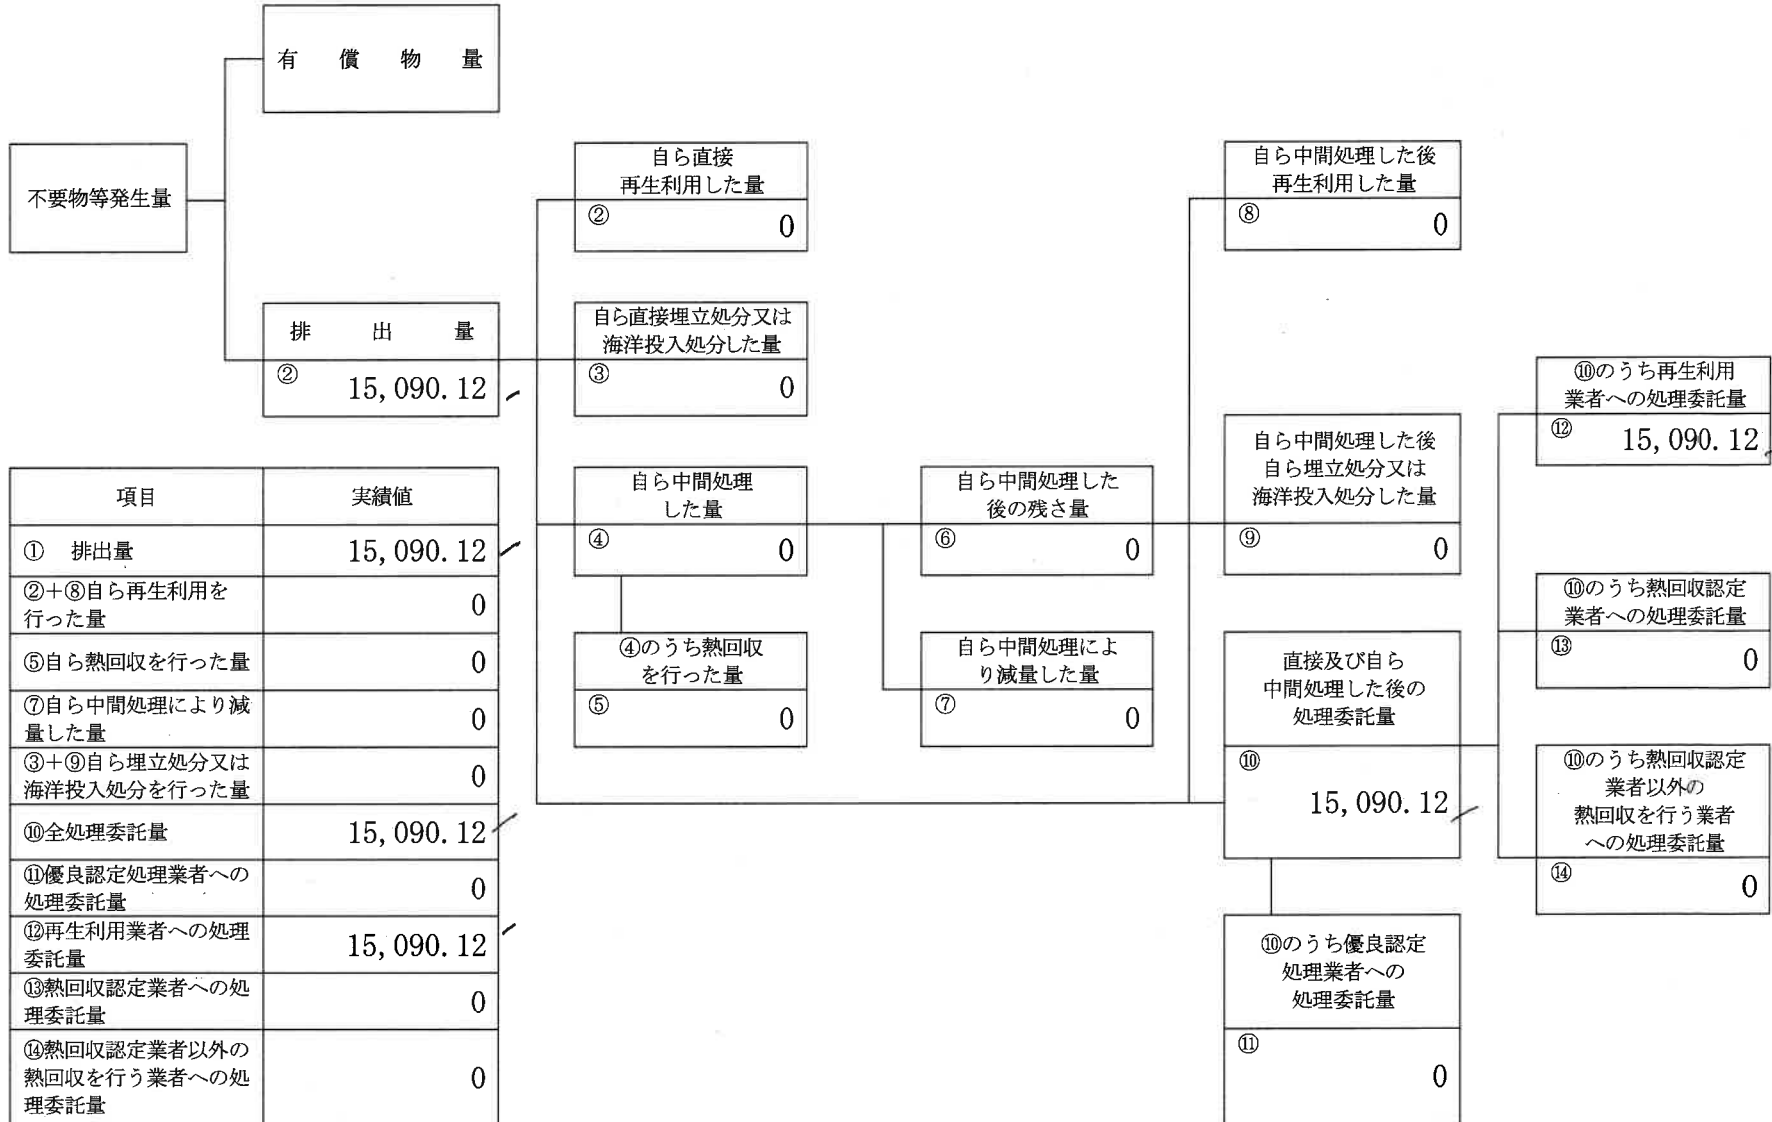 有償物量
不要物等発生量
排出量
② 15,090.12
自ら直接
再生利用した量
② 0
自ら直接埋立処分又は
海洋投入処分した量
③ 0
自ら中間処理
した量
④ 0
④のうち熱回収
を行った量
⑤ 0
自ら中間処理した
後の残さ量
⑥ 0
自ら中間処理によ
り減量した量
⑦ 0
自ら中間処理した後
再生利用した量
⑧ 0
自ら中間処理した後
自ら埋立処分又は
海洋投入処分した量
⑨ 0
直接及び自ら
中間処理した後の
処理委託量
⑩
15,090.12
⑩のうち優良認定
処理業者への
処理委託量
⑪
0
⑩のうち再生利用
業者への処理委託量
⑫ 15,090.12
⑩のうち熱回収認定
業者への処理委託量
⑬ 0
⑩のうち熱回収認定
業者以外の
熱回収を行う業者
への処理委託量
⑭ 0
項目 実績値
① 排出量 15,090.12
②+⑧自ら再生利用を
行った量 0
⑤自ら熱回収を行った量 0
⑦自ら中間処理により減
量した量 0
③+⑨自ら埋立処分又は
海洋投入処分を行った量 0
⑩全処理委託量 15,090.12
⑪優良認定処理業者への
処理委託量 0
⑫再生利用業者への処理
委託量 15,090.12
⑬熱回収認定業者への処
理委託量 0
⑭熱回収認定業者以外の
熱回収を行う業者への処
理委託量 0